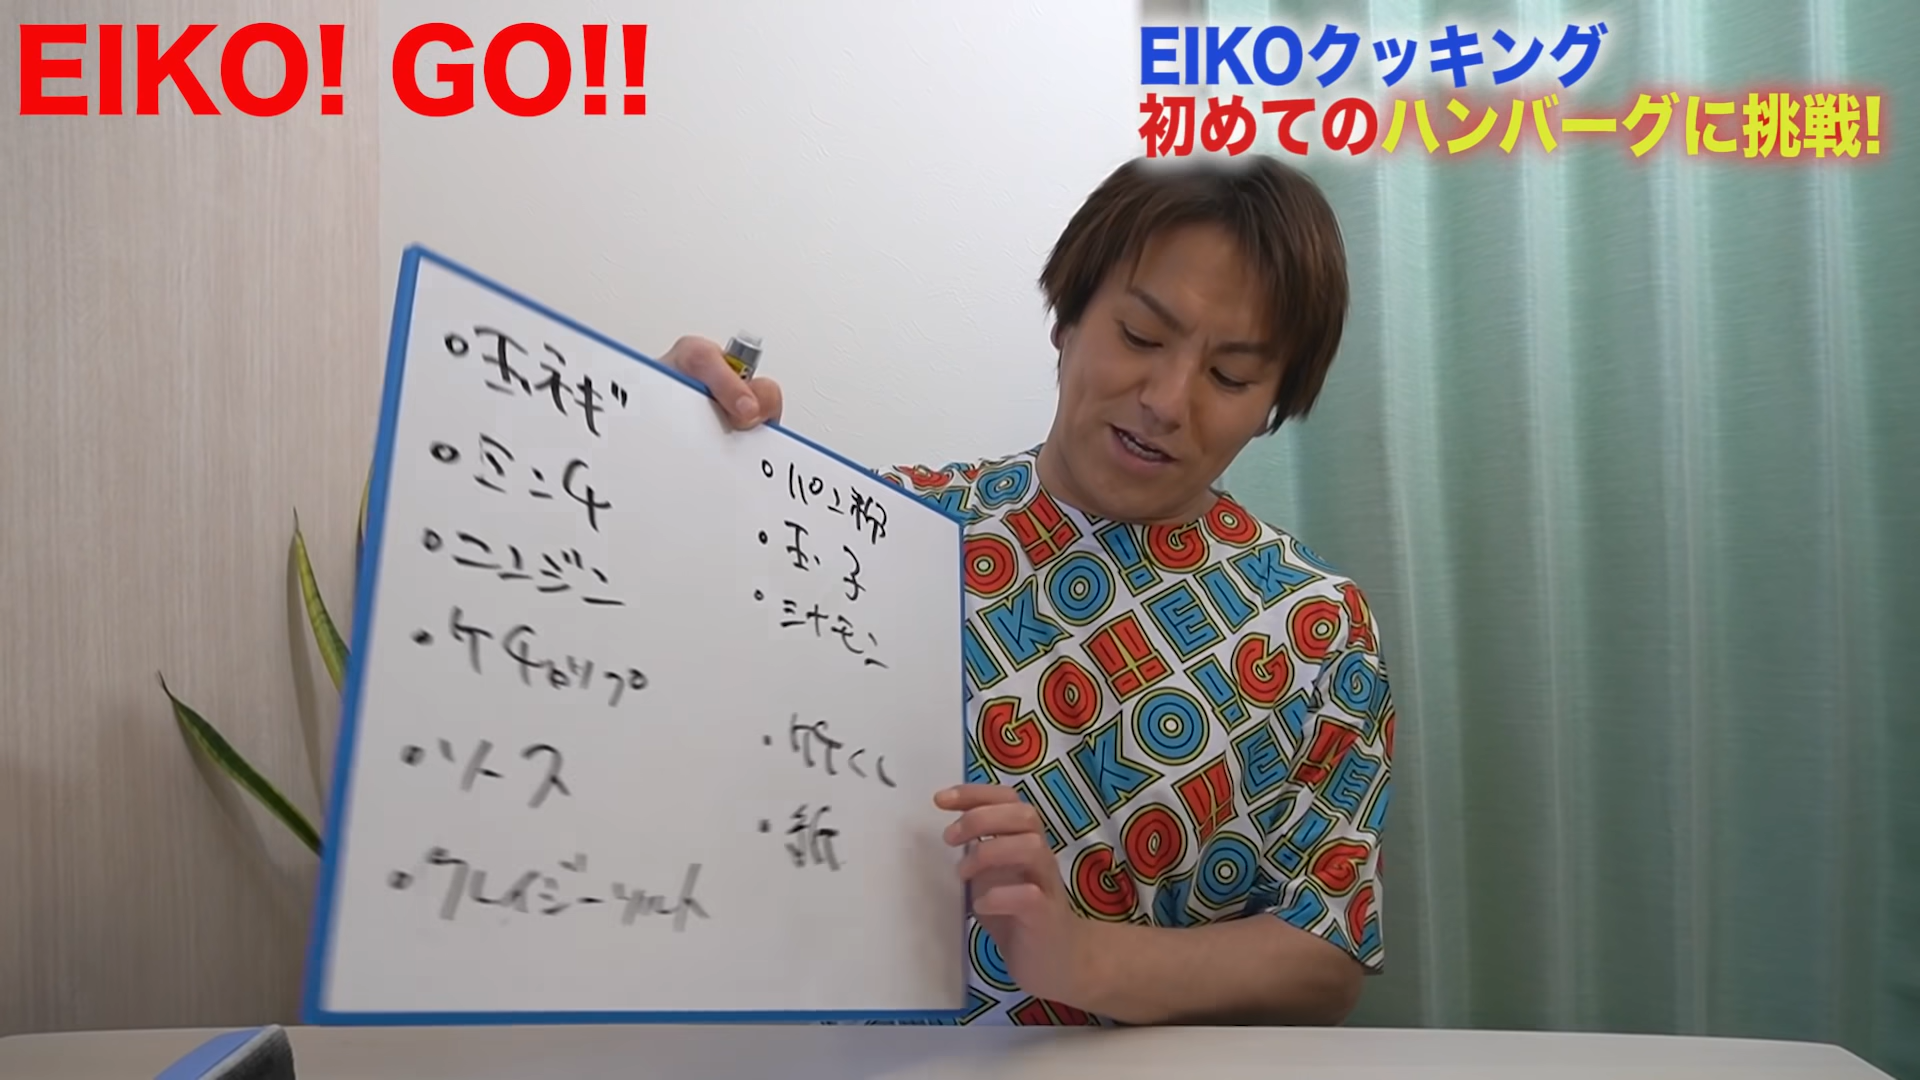 EIKO! GO!!
EIKOクッキング
初めてのハンバーグに挑戦!
・玉ネギ
・ミンチ
・ニンジン
・ケチャップ
・ソース
・クレイジーソルト
・パン粉
・玉子
・シナモン
・竹くし
・紙
EIKO! GO!!